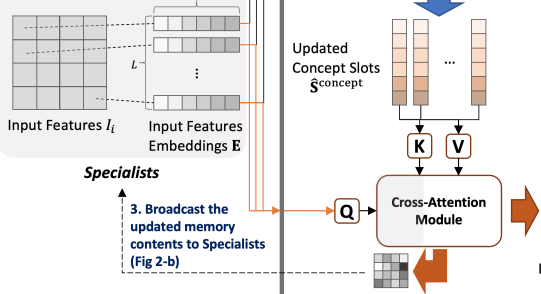 L
...
...
Updated
Concept Slots
Ŝ^concept
Input Features I_i
Input Features
Embeddings E
K
V
Specialists
3. Broadcast the
updated memory
contents to Specialists
(Fig 2-b)
Q
Cross-Attention
Module